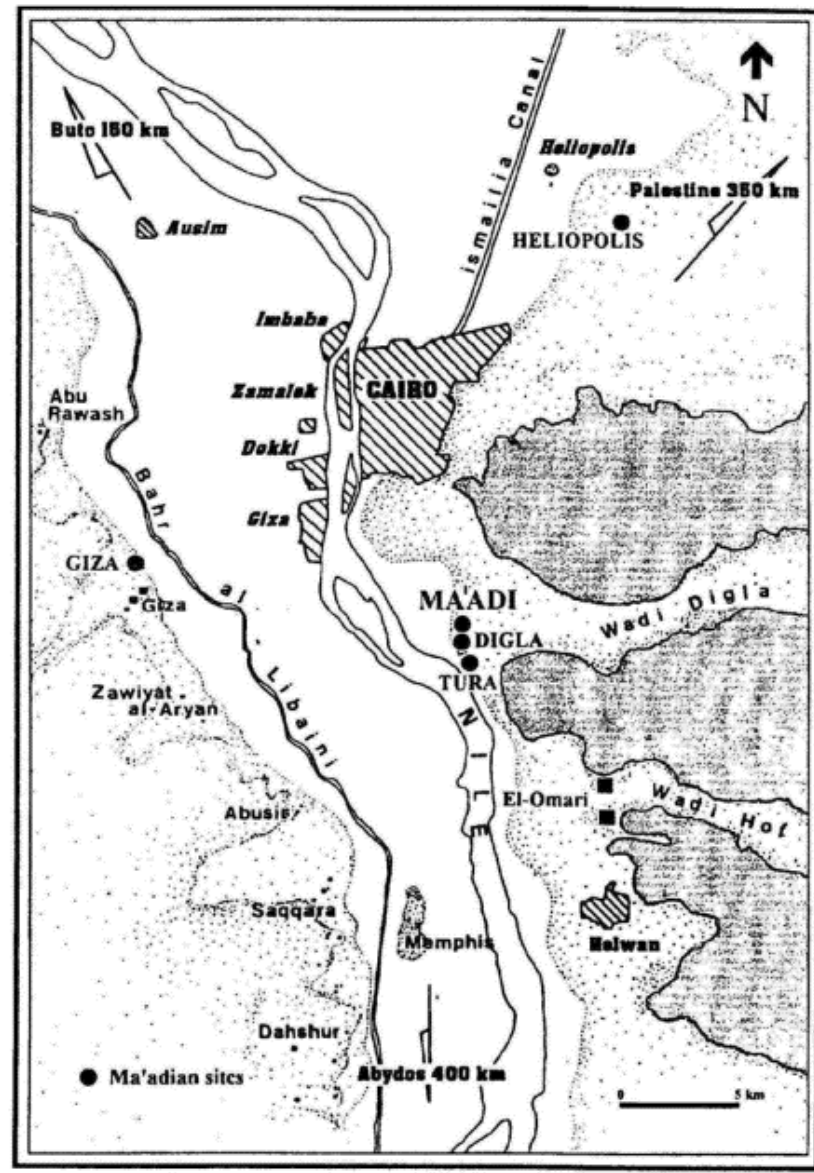 N
Buto 150 km
Ismailia Canal
Heliopolis
Palestine 350 km
Ausim
HELIOPOLIS
Imbaba
Zamalek
CAIRO
Abu
Rawash
Dokki
Giza
Bahr al-Libaini
GIZA
Giza
MA'ADI
DIGLA
Wadi Digla
TURA
Zawiyat
al-Aryan
NILE
El-Omari
Wadi Hof
Abusir
Saqqara
Memphis
Helwan
Dahshur
Abydos 400 km
Ma'adian sites
0 5 km